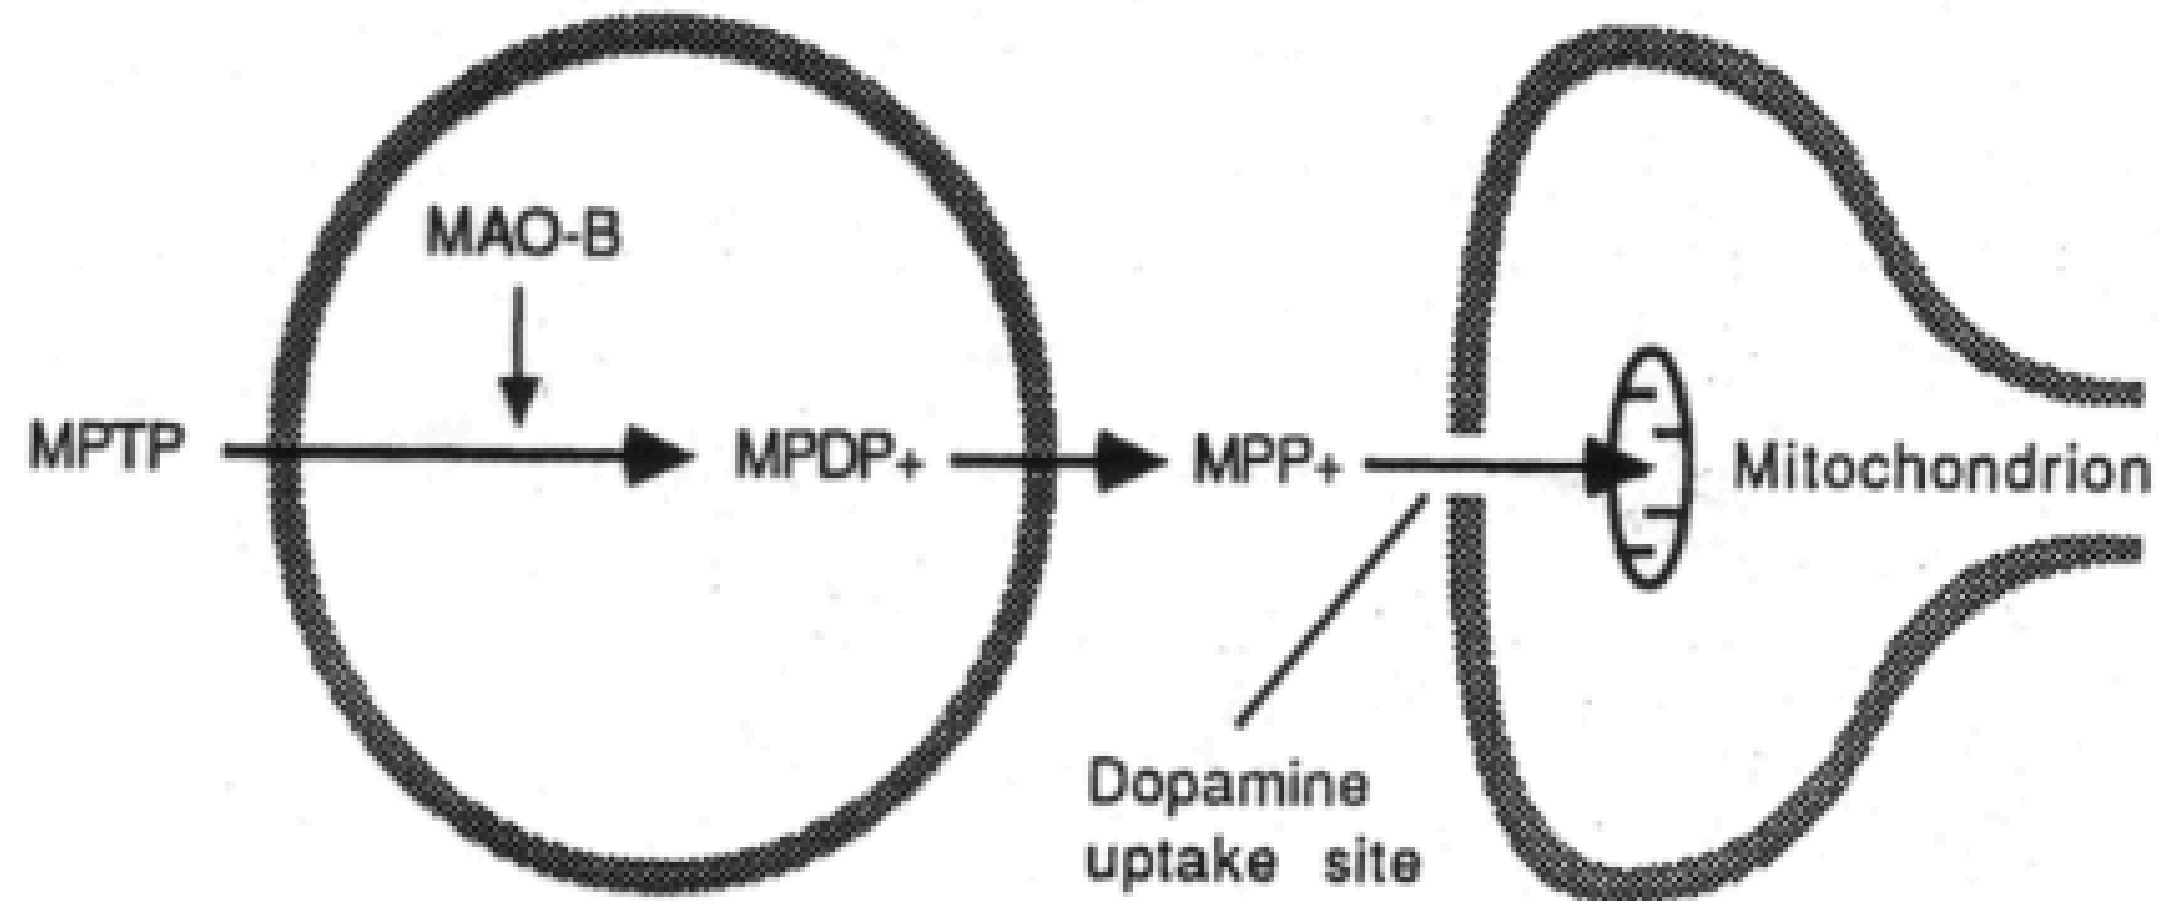 MAO-B
MPTP
MPDP+
MPP+
Mitochondrion
Dopamine
uptake site